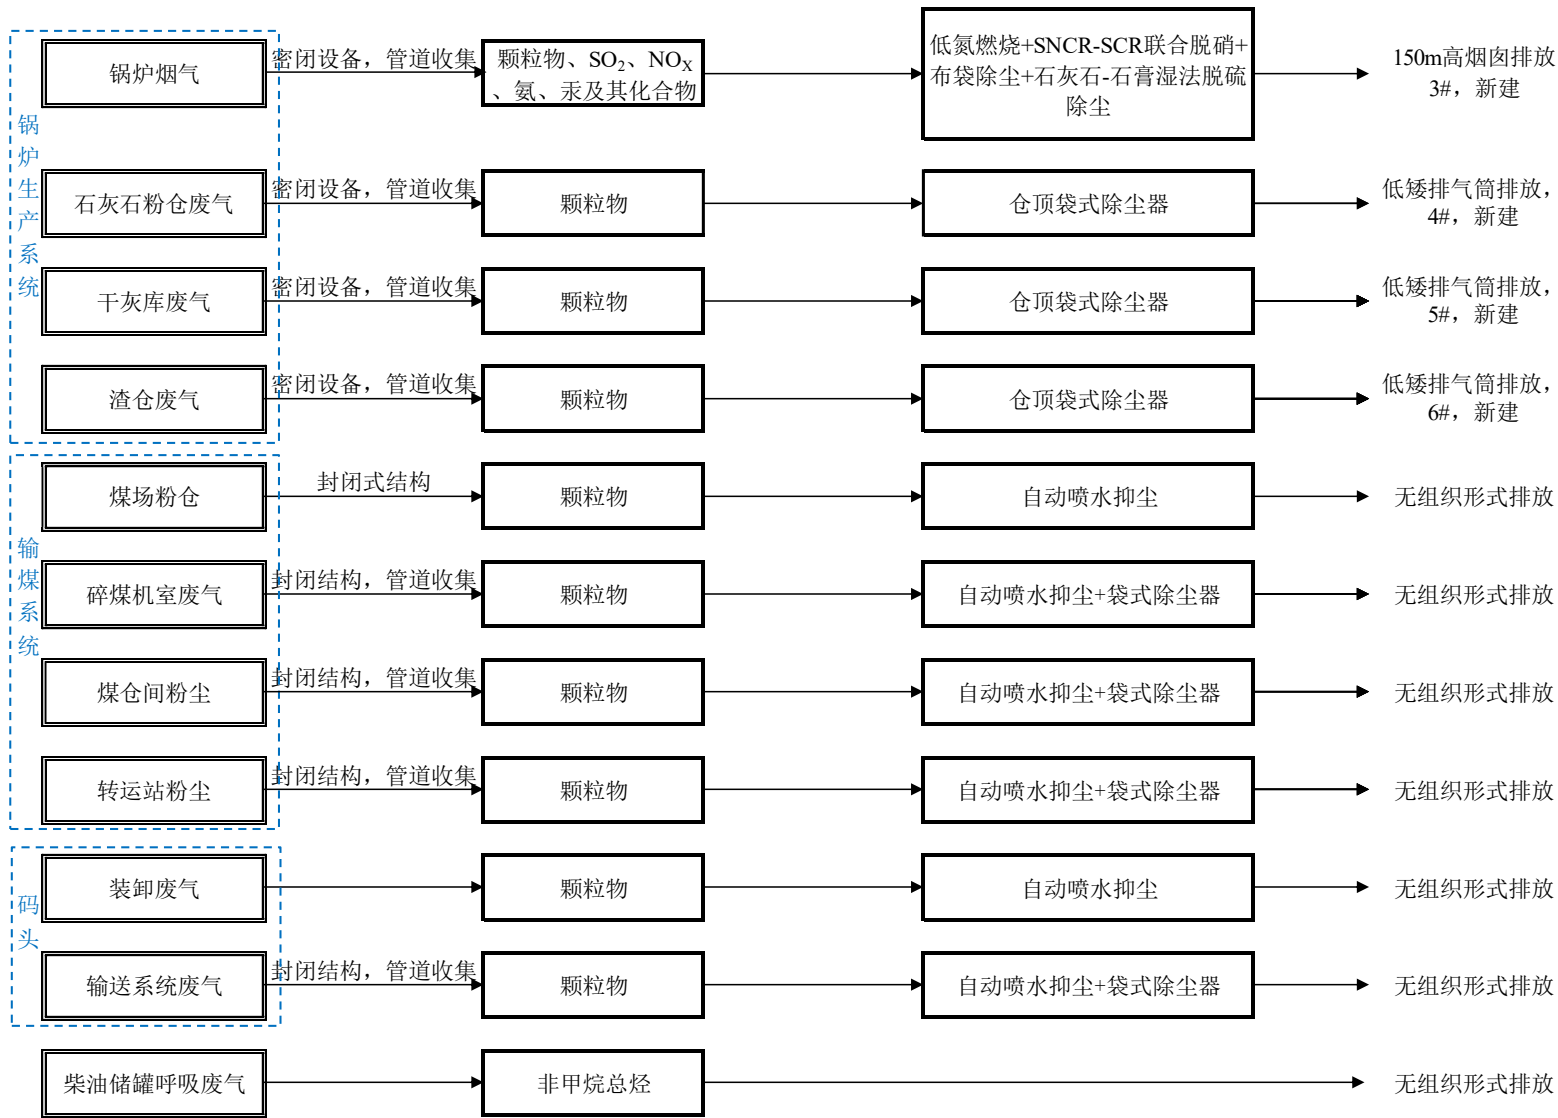 锅炉生产系统
锅炉烟气
密闭设备，管道收集
颗粒物、SO₂、NOX
、氨、汞及其化合物
低氮燃烧+SNCR-SCR联合脱硝+
布袋除尘+石灰石-石膏湿法脱硫
除尘
150m高烟囱排放
3#，新建
石灰石粉仓废气
密闭设备，管道收集
颗粒物
仓顶袋式除尘器
低矮排气筒排放，
4#，新建
干灰库废气
密闭设备，管道收集
颗粒物
仓顶袋式除尘器
低矮排气筒排放，
5#，新建
渣仓废气
密闭设备，管道收集
颗粒物
仓顶袋式除尘器
低矮排气筒排放，
6#，新建
输煤系统
煤场粉仓
封闭式结构
颗粒物
自动喷水抑尘
无组织形式排放
碎煤机室废气
封闭结构，管道收集
颗粒物
自动喷水抑尘+袋式除尘器
无组织形式排放
煤仓间粉尘
封闭结构，管道收集
颗粒物
自动喷水抑尘+袋式除尘器
无组织形式排放
转运站粉尘
封闭结构，管道收集
颗粒物
自动喷水抑尘+袋式除尘器
无组织形式排放
码头
装卸废气
颗粒物
自动喷水抑尘
无组织形式排放
输送系统废气
封闭结构，管道收集
颗粒物
自动喷水抑尘+袋式除尘器
无组织形式排放
柴油储罐呼吸废气
非甲烷总烃
无组织形式排放